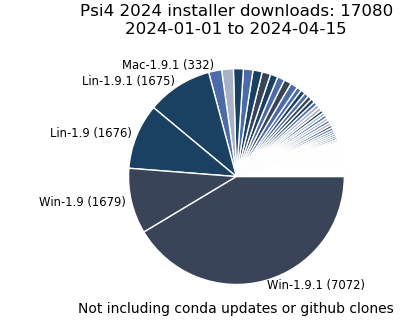 Psi4 2024 installer downloads: 17080
2024-01-01 to 2024-04-15
Mac-1.9.1 (332)
Lin-1.9.1 (1675)
Lin-1.9 (1676)
Win-1.9 (1679)
Win-1.9.1 (7072)
Not including conda updates or github clones